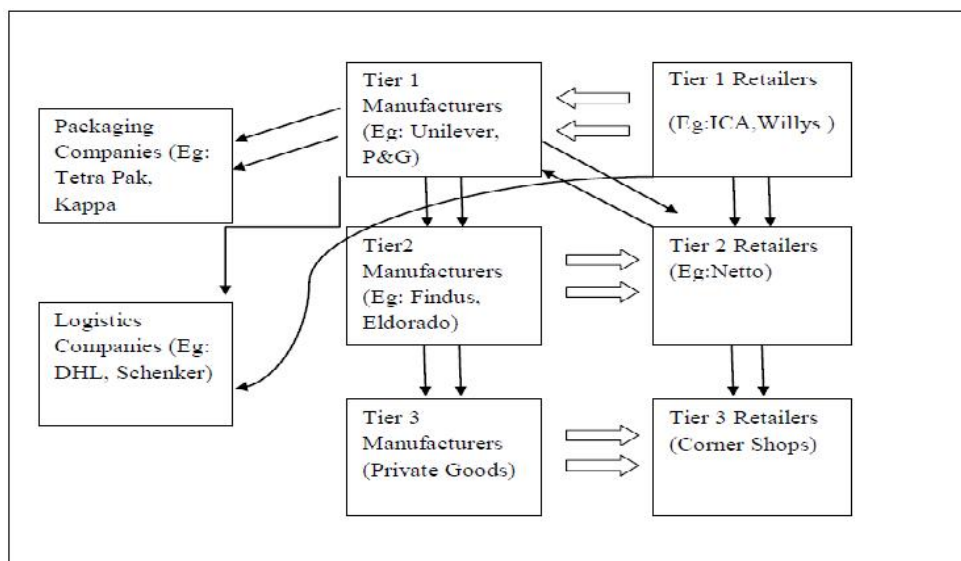 Tier 1
Manufacturers
(Eg: Unilever,
P&G)
Tier 1 Retailers
(Eg:ICA,Willys )
Packaging
Companies (Eg:
Tetra Pak,
Kappa
Tier2
Manufacturers
(Eg: Findus,
Eldorado)
Tier 2 Retailers
(Eg:Netto)
Logistics
Companies (Eg:
DHL, Schenker)
Tier 3
Manufacturers
(Private Goods)
Tier 3 Retailers
(Corner Shops)